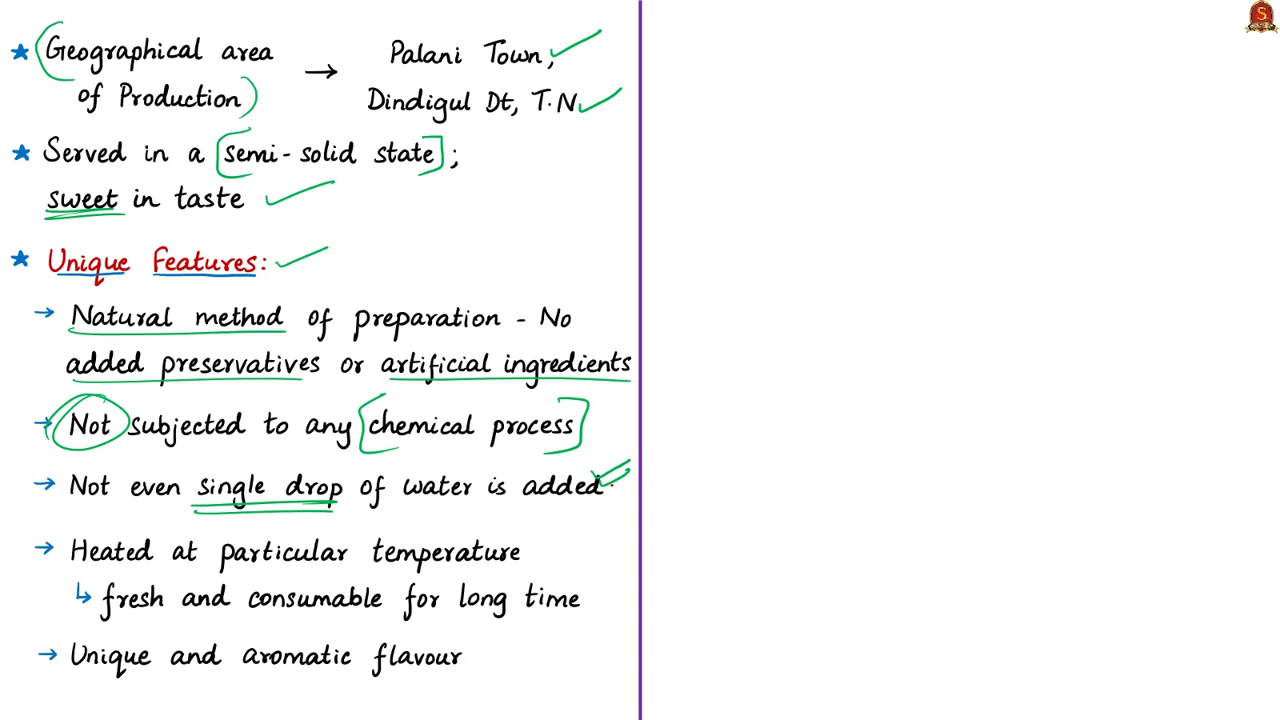 ★ Geographical area → Palani Town,
of Production Dindigul Dt, T.N
★ Served in a semi-solid state ;
sweet in taste
★ Unique Features:
→ Natural method of preparation - No
added preservatives or artificial ingredients
→ Not subjected to any chemical process
→ Not even single drop of water is added.
→ Heated at particular temperature
↳ fresh and consumable for long time
→ Unique and aromatic flavour
S